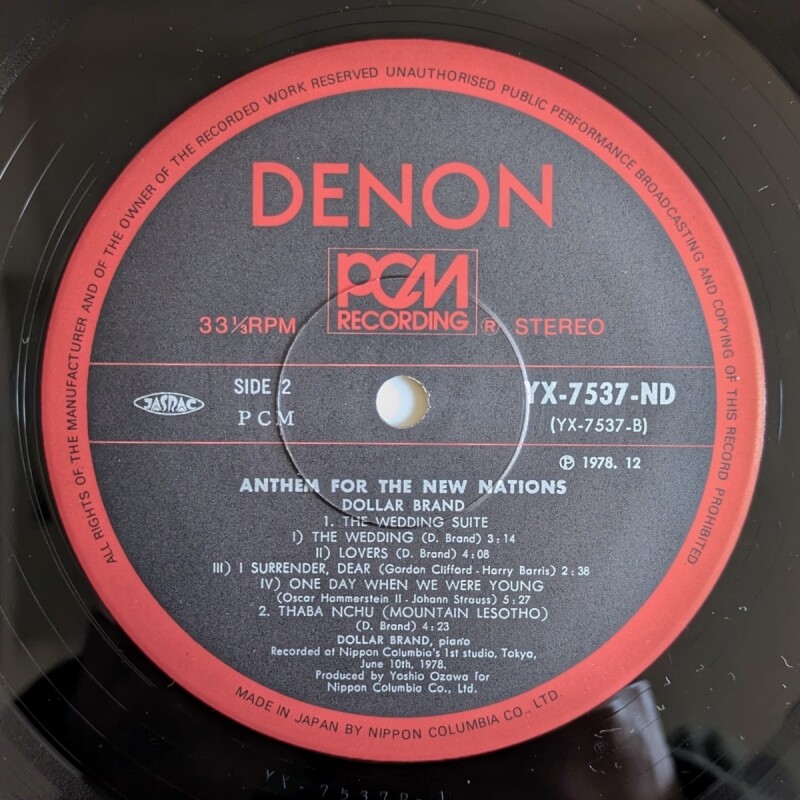 ALL RIGHTS OF THE MANUFACTURER AND OF THE OWNER OF THE RECORDED WORK RESERVED UNAUTHORISED PUBLIC PERFORMANCE BROADCASTING AND COPYING OF THIS RECORD PROHIBITED.
DENON
PCM
RECORDING ®
33⅓RPM
STEREO
JASRAC
SIDE 2
PCM
YX-7537-ND
(YX-7537-B)
Ⓟ 1978. 12
ANTHEM FOR THE NEW NATIONS
DOLLAR BRAND
1. THE WEDDING SUITE
I) THE WEDDING (D. Brand) 3:14
II) LOVERS (D. Brand) 4:08
III) I SURRENDER, DEAR (Gordon Clifford-Harry Barris) 2:38
IV) ONE DAY WHEN WE WERE YOUNG
(Oscar Hammerstein II-Johann Strauss) 5:27
2. THABA NCHU (MOUNTAIN LESOTHO)
(D. Brand) 4:23
DOLLAR BRAND, piano
Recorded at Nippon Columbia's 1st studio, Tokyo,
June 10th, 1978.
Produced by Yoshio Ozawa for
Nippon Columbia Co., Ltd.
MADE IN JAPAN BY NIPPON COLUMBIA CO., LTD.